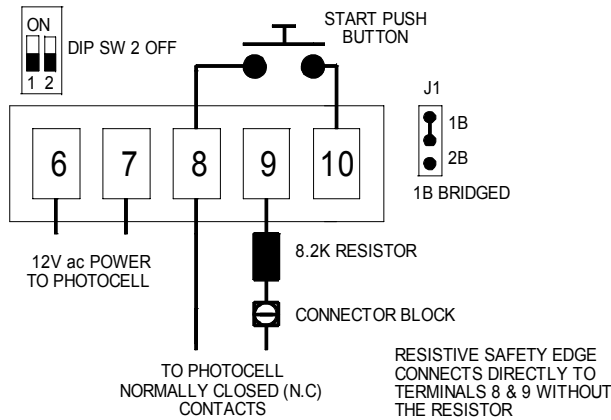 ON
1 2
DIP SW 2 OFF
START PUSH
BUTTON
J1
1B
2B
1B BRIDGED
6 7 8 9 10
12V ac POWER
TO PHOTOCELL
8.2K RESISTOR
CONNECTOR BLOCK
TO PHOTOCELL
NORMALLY CLOSED (N.C)
CONTACTS
RESISTIVE SAFETY EDGE
CONNECTS DIRECTLY TO
TERMINALS 8 & 9 WITHOUT
THE RESISTOR